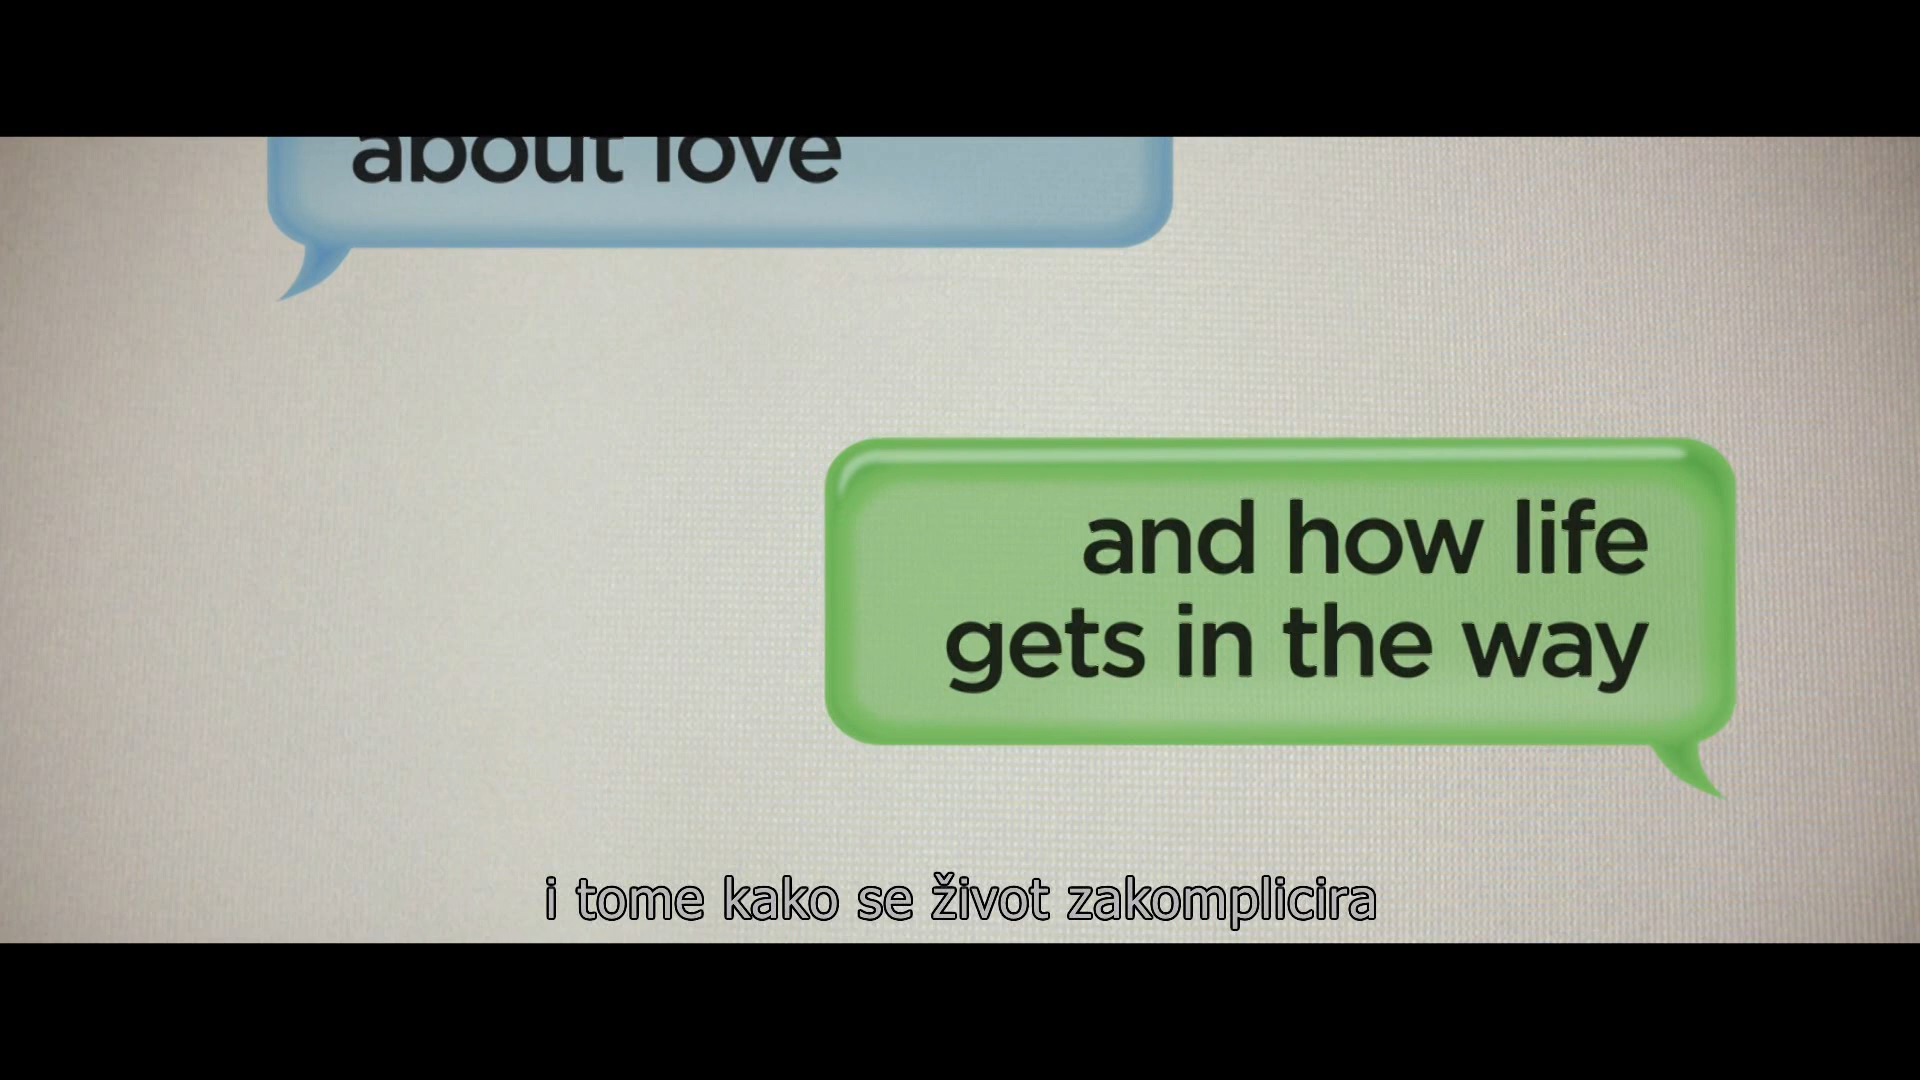 about love
and how life
gets in the way
i tome kako se život zakomplicira